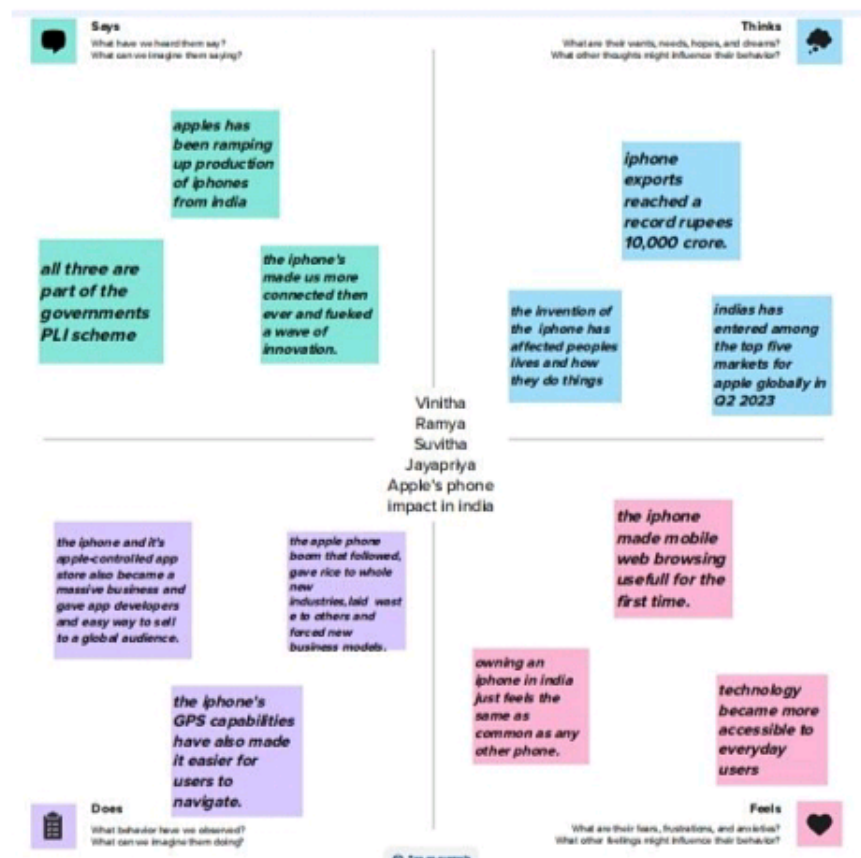 Says
What have we heard them say?
What can we imagine them saying?
Thinks
What are their wants, needs, hopes, and dreams?
What other thoughts might influence their behavior?
apples has
been ramping
up production
of iphones
from india
all three are
part of the
governments
PLI scheme
the iphone's
made us more
connected then
ever and fueked
a wave of
innovation.
iphone
exports
reached a
record rupees
10,000 crore.
the invention of
the iphone has
affected peoples
lives and how
they do things
indias has
entered among
the top five
markets for
apple globally in
Q2 2023
Vinitha
Ramya
Suvitha
Jayapriya
Apple's phone
impact in india
the iphone and it's
apple-controlled app
store also became a
massive business and
gave app developers
and easy way to sell
to a global audience.
the apple phone
boom that followed,
gave rice to whole
new
industries,laid wast
e to others and
forced new
business models.
the iphone's
GPS capabilities
have also made
it easier for
users to
navigate.
the iphone
made mobile
web browsing
usefull for the
first time.
owning an
iphone in india
just feels the
same as
common as any
other phone.
technology
became more
accessible to
everyday
users
Does
What behavior have we observed?
What can we imagine them doing?
Feels
What are their fears, frustrations, and anxieties?
What other feelings might influence their behavior?